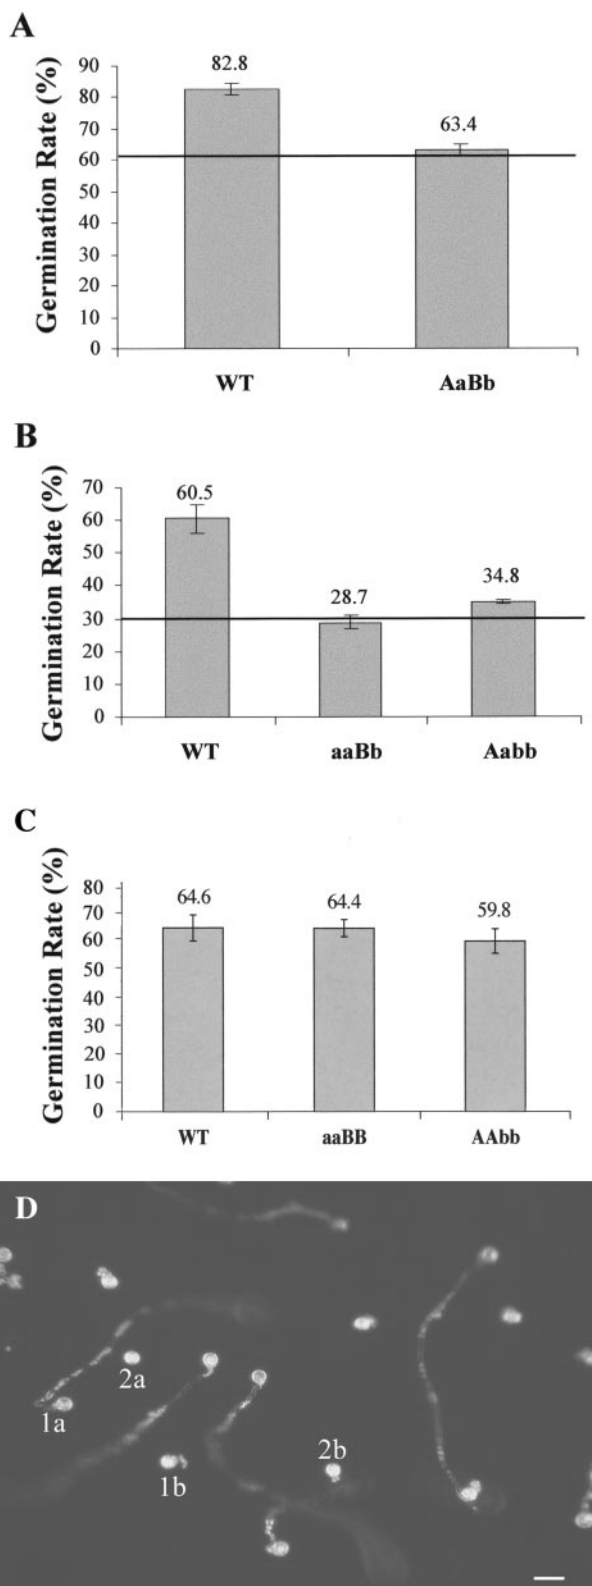 A
Germination Rate (%)
90
80
70
60
50
40
30
20
10
0
82.8
63.4
WT AaBb
B
Germination Rate (%)
70
60
50
40
30
20
10
0
60.5
28.7
34.8
WT aaBb Aabb
C
Germination Rate (%)
80
70
60
50
40
30
20
10
0
64.6
64.4
59.8
WT aaBB AAbb
D
2a
1a
2b
1b